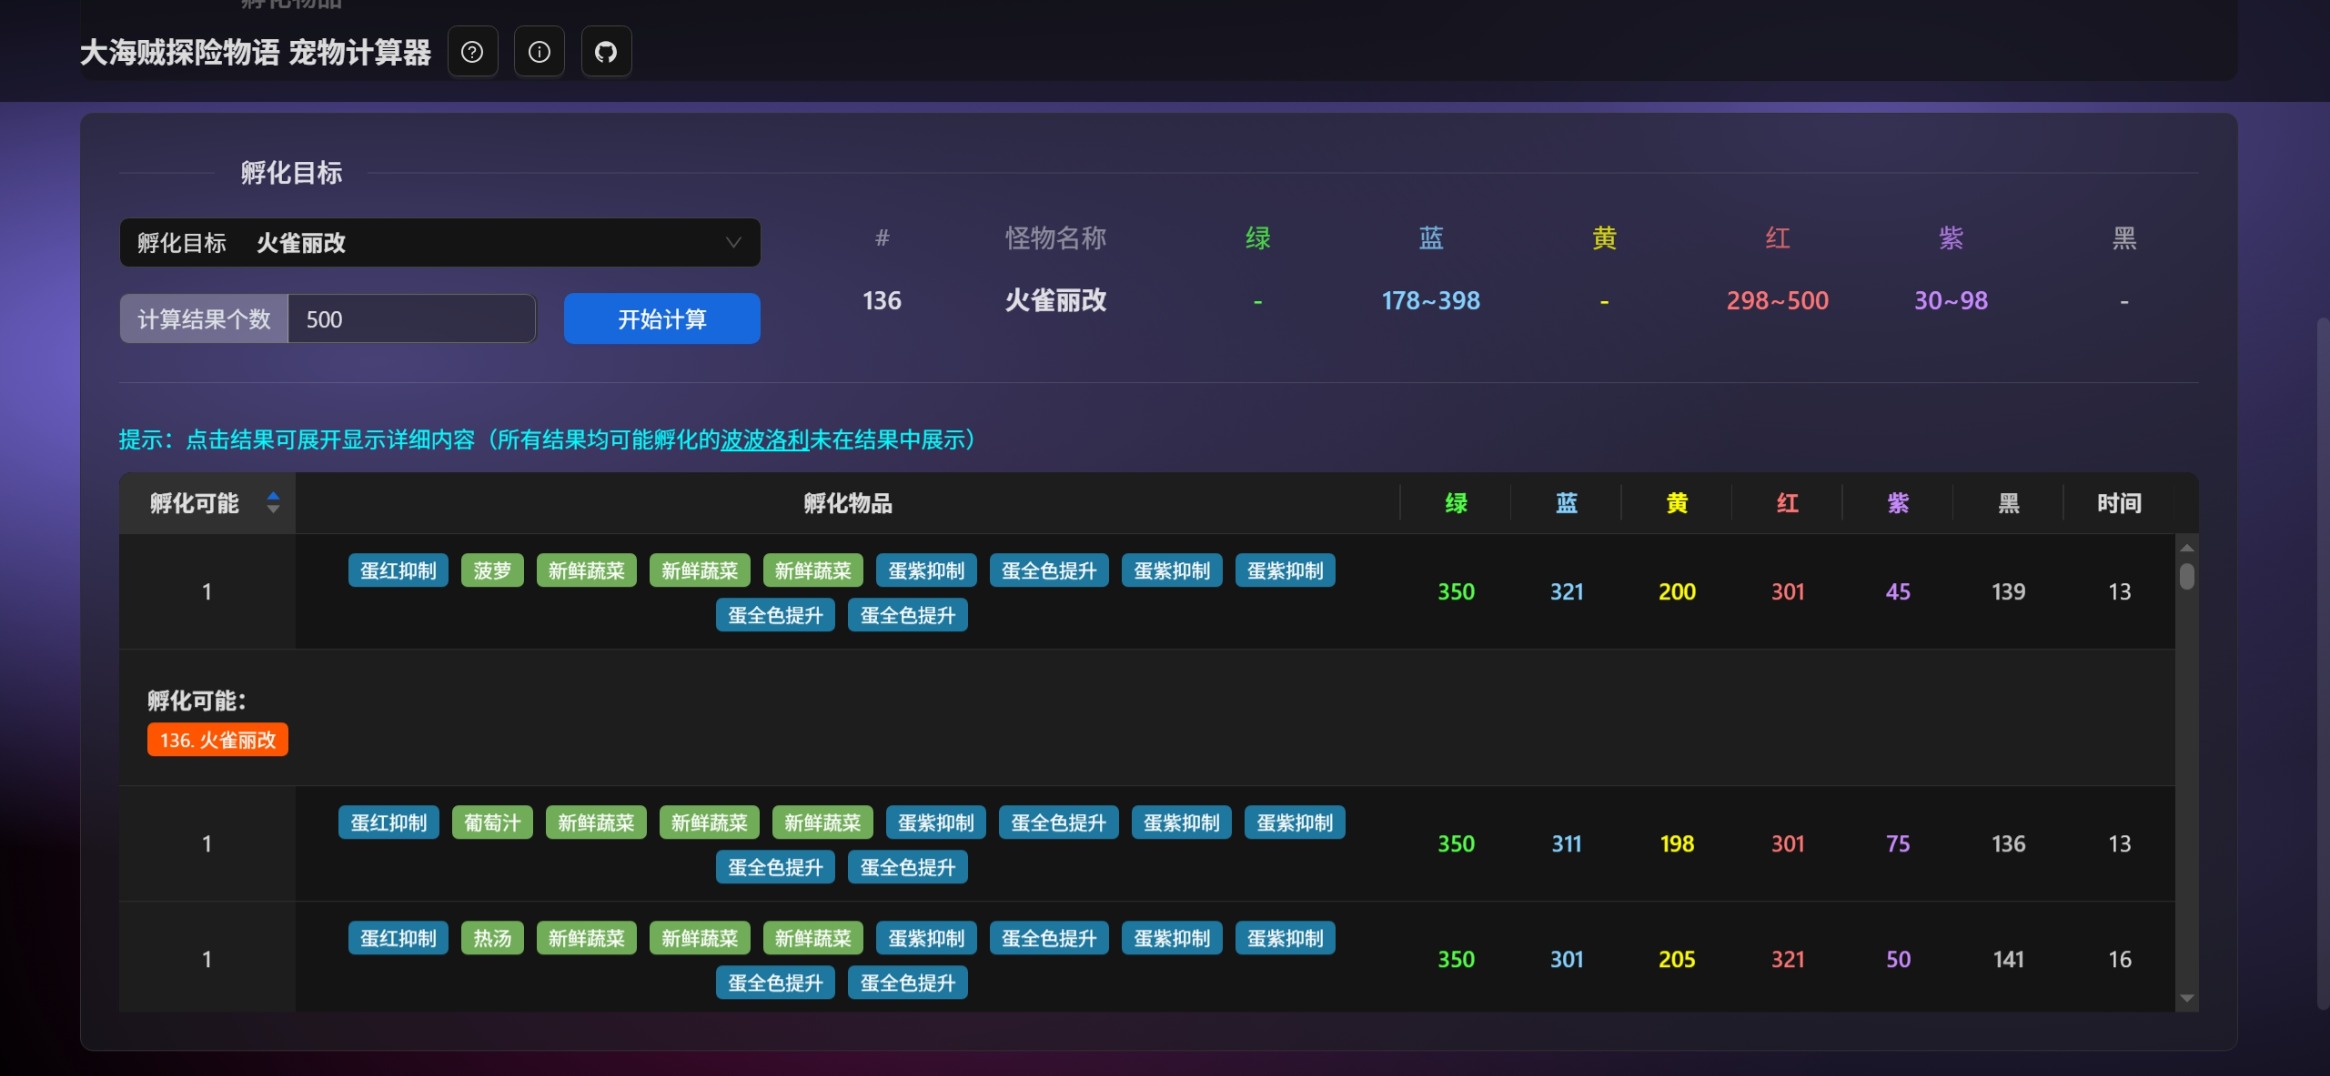 孵化物品
大海贼探险物语 宠物计算器
孵化目标
孵化目标 火雀丽改
计算结果个数 500 开始计算
# 怪物名称 绿 蓝 黄 红 紫 黑
136 火雀丽改 - 178~398 - 298~500 30~98 -
提示：点击结果可展开显示详细内容（所有结果均可能孵化的波波洛利未在结果中展示）
孵化可能 孵化物品 绿 蓝 黄 红 紫 黑 时间
1 蛋红抑制 菠萝 新鲜蔬菜 新鲜蔬菜 新鲜蔬菜 蛋紫抑制 蛋全色提升 蛋紫抑制 蛋紫抑制 350 321 200 301 45 139 13
蛋全色提升 蛋全色提升
孵化可能：
136. 火雀丽改
1 蛋红抑制 葡萄汁 新鲜蔬菜 新鲜蔬菜 新鲜蔬菜 蛋紫抑制 蛋全色提升 蛋紫抑制 蛋紫抑制 350 311 198 301 75 136 13
蛋全色提升 蛋全色提升
1 蛋红抑制 热汤 新鲜蔬菜 新鲜蔬菜 新鲜蔬菜 蛋紫抑制 蛋全色提升 蛋紫抑制 蛋紫抑制 350 301 205 321 50 141 16
蛋全色提升 蛋全色提升